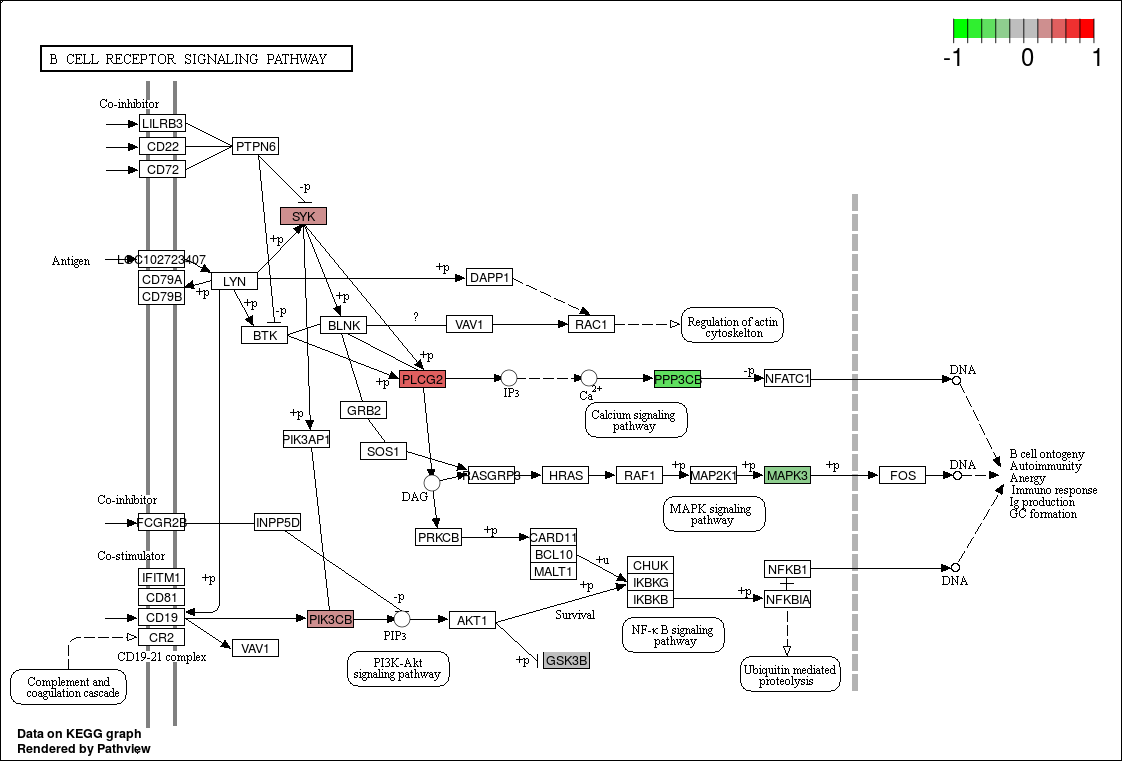 B CELL RECEPTOR SIGNALING PATHWAY
-1 0 1
Co-inhibitor
LILRB3
CD22
CD72
PTPN6
-p
SYK
+p
Antigen
LOC102723407
CD79A
CD79B
+p
LYN
+p
-p
+p
DAPP1
BTK
+p
BLNK
?
VAV1
RAC1
Regulation of actin
cytoskelton
+p
+p
PLCG2
IP3
Ca2+
PPP3CB
-p
NFATC1
DNA
Calcium signaling
pathway
GRB2
+p
PIK3AP1
SOS1
DAG
RASGRP3
HRAS
RAF1
+p
MAP2K1
+p
MAPK3
+p
FOS
DNA
B cell ontogeny
Autoimmunity
Anergy
Immuno response
Ig production
GC formation
MAPK signaling
pathway
Co-inhibitor
FCGR2B
INPP5D
PRKCB
+p
CARD11
BCL10
MALT1
+u
+p
CHUK
IKBKG
IKBKB
+p
NFKB1
NFKBIA
DNA
Co-stimulator
IFITM1
CD81
CD19
CR2
+p
CD19-21 complex
VAV1
PIK3CB
-p
PIP3
AKT1
Survival
+p
GSK3B
NF-κ B signaling
pathway
PI3K-Akt
signaling pathway
Ubiquitin mediated
proteolysis
Complement and
coagulation cascade
Data on KEGG graph
Rendered by Pathview